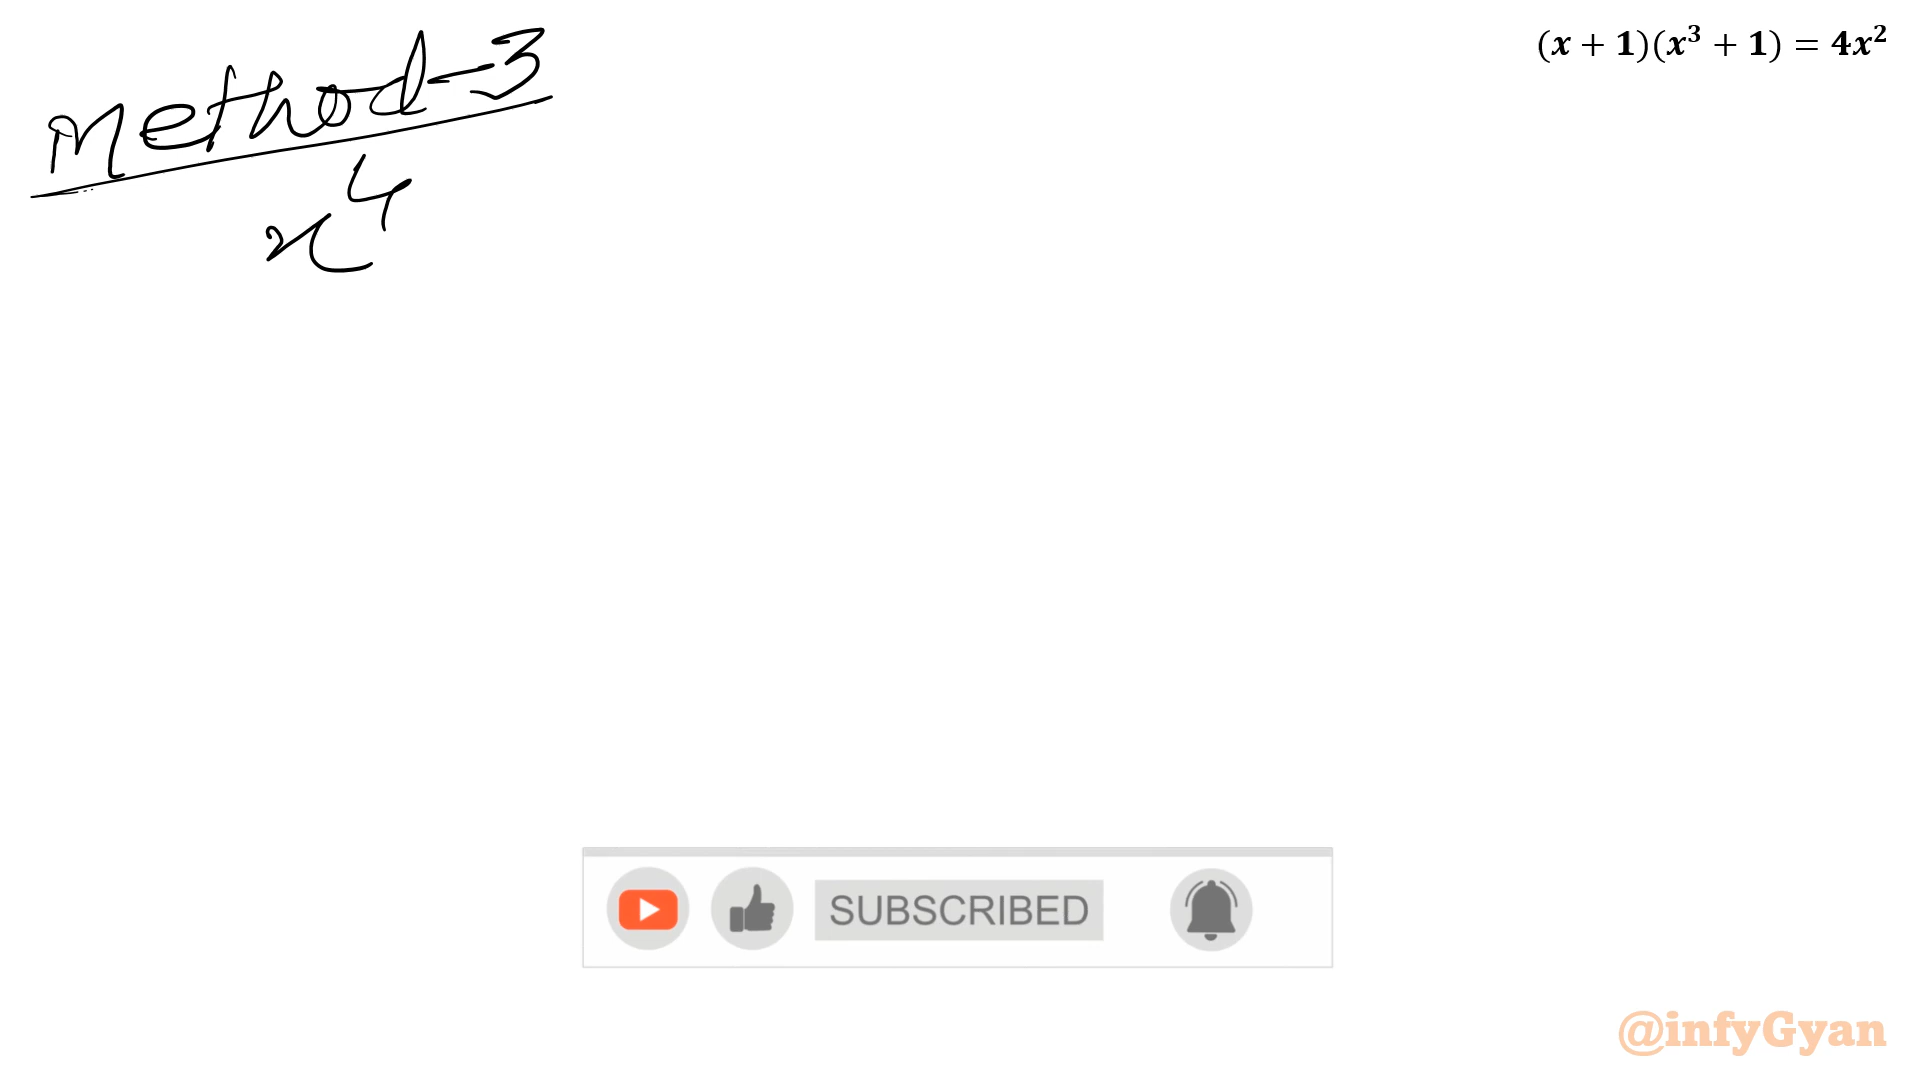 Method-3
(x + 1)(x³ + 1) = 4x²
x⁴
SUBSCRIBED
@infyGyan